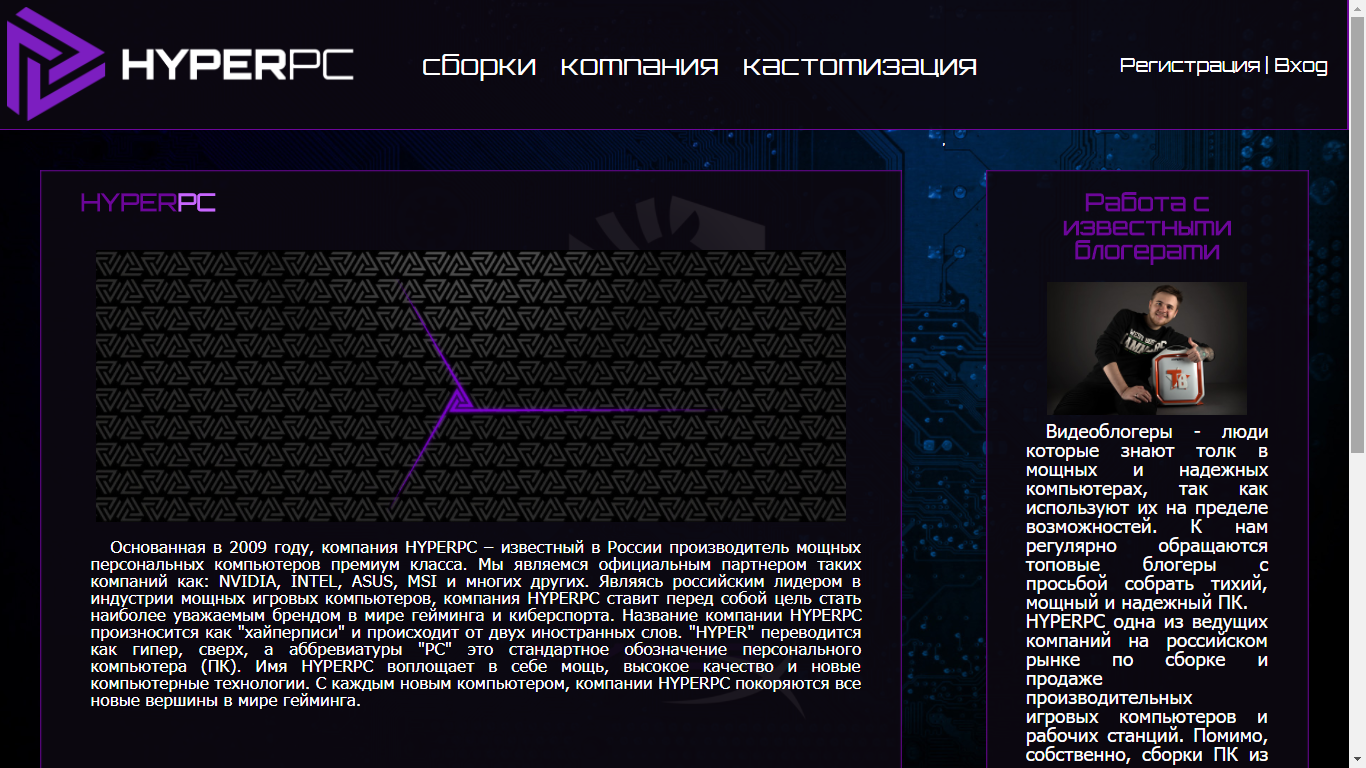 HYPERPC
сборки компания кастомизация
Регистрация | Вход
HYPERPC
Основанная в 2009 году, компания HYPERPC – известный в России производитель мощных
персональных компьютеров премиум класса. Мы являемся официальным партнером таких
компаний как: NVIDIA, INTEL, ASUS, MSI и многих других. Являясь российским лидером в
индустрии мощных игровых компьютеров, компания HYPERPC ставит перед собой цель стать
наиболее уважаемым брендом в мире гейминга и киберспорта. Название компании HYPERPC
произносится как "хайперписи" и происходит от двух иностранных слов. "HYPER" переводится
как гипер, сверх, а аббревиатуры "PC" это стандартное обозначение персонального
компьютера (ПК). Имя HYPERPC воплощает в себе мощь, высокое качество и новые
компьютерные технологии. С каждым новым компьютером, компании HYPERPC покоряются все
новые вершины в мире гейминга.
Работа с
известными
блогерами
Видеоблогеры - люди
которые знают толк в
мощных и надежных
компьютерах, так как
используют их на пределе
возможностей. К нам
регулярно обращаются
топовые блогеры с
просьбой собрать тихий,
мощный и надежный ПК.
HYPERPC одна из ведущих
компаний на российском
рынке по сборке и
продаже
производительных
игровых компьютеров и
рабочих станций. Помимо,
собственно, сборки ПК из